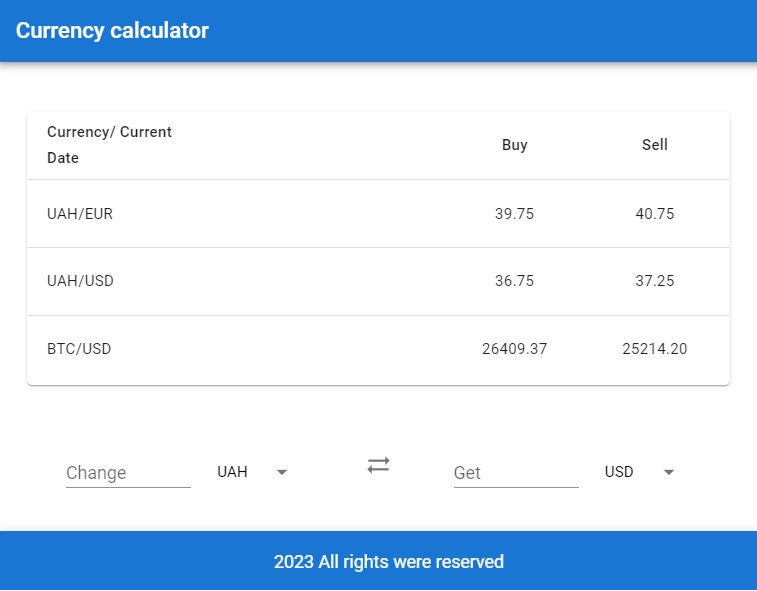 Currency calculator
Currency/ Current
Date
Buy
Sell
UAH/EUR
39.75
40.75
UAH/USD
36.75
37.25
BTC/USD
26409.37
25214.20
Change
UAH
Get
USD
2023 All rights were reserved